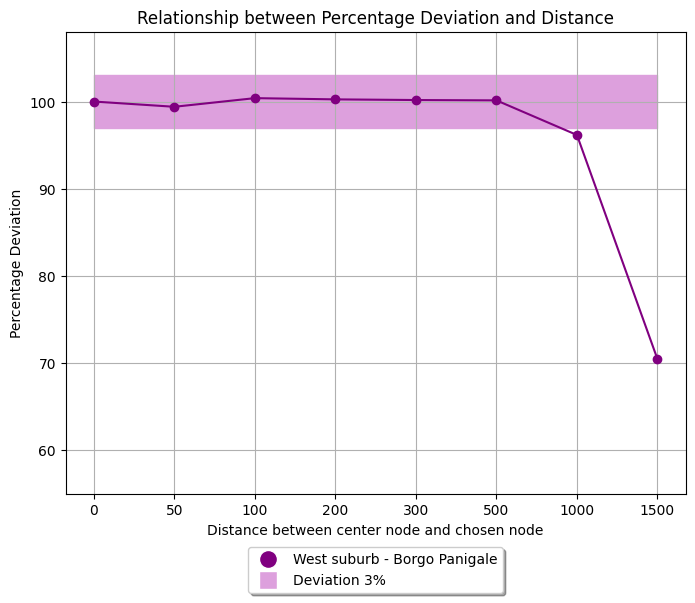 Relationship between Percentage Deviation and Distance
Percentage Deviation
100
90
80
70
60
0 50 100 200 300 500 1000 1500
Distance between center node and chosen node
West suburb - Borgo Panigale
Deviation 3%